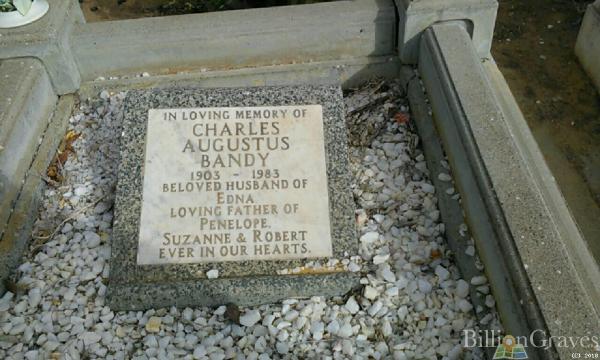 IN LOVING MEMORY OF
CHARLES
AUGUSTUS
BANDY
1903 - 1983
BELOVED HUSBAND OF
EDNA
LOVING FATHER OF
PENELOPE,
SUZANNE & ROBERT
EVER IN OUR HEARTS.
BillionGraves
(C) 2018